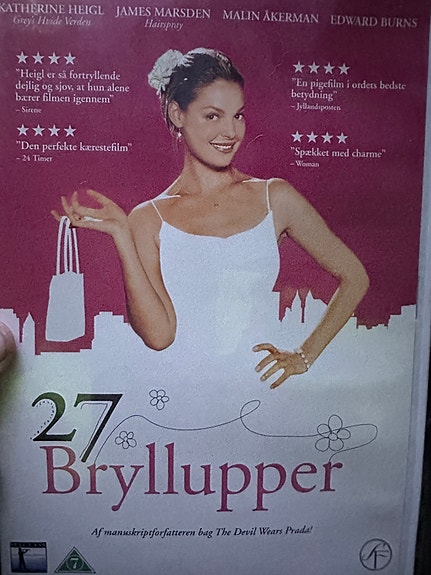 KATHERINE HEIGL JAMES MARSDEN MALIN ÅKERMAN EDWARD BURNS
Grey's Hvide Verden Hairspray
"Heigl er så fortryllende
dejlig og sjov, at hun alene
bærer filmen igennem"
– Sirene
"Den perfekte kærestefilm"
– 24 Timer
"En pigefilm i ordets bedste
betydning"
– Jyllandsposten
"Spækket med charme"
– Woman
27
Bryllupper
Af manuskriptforfatteren bag The Devil Wears Prada!
7
SF